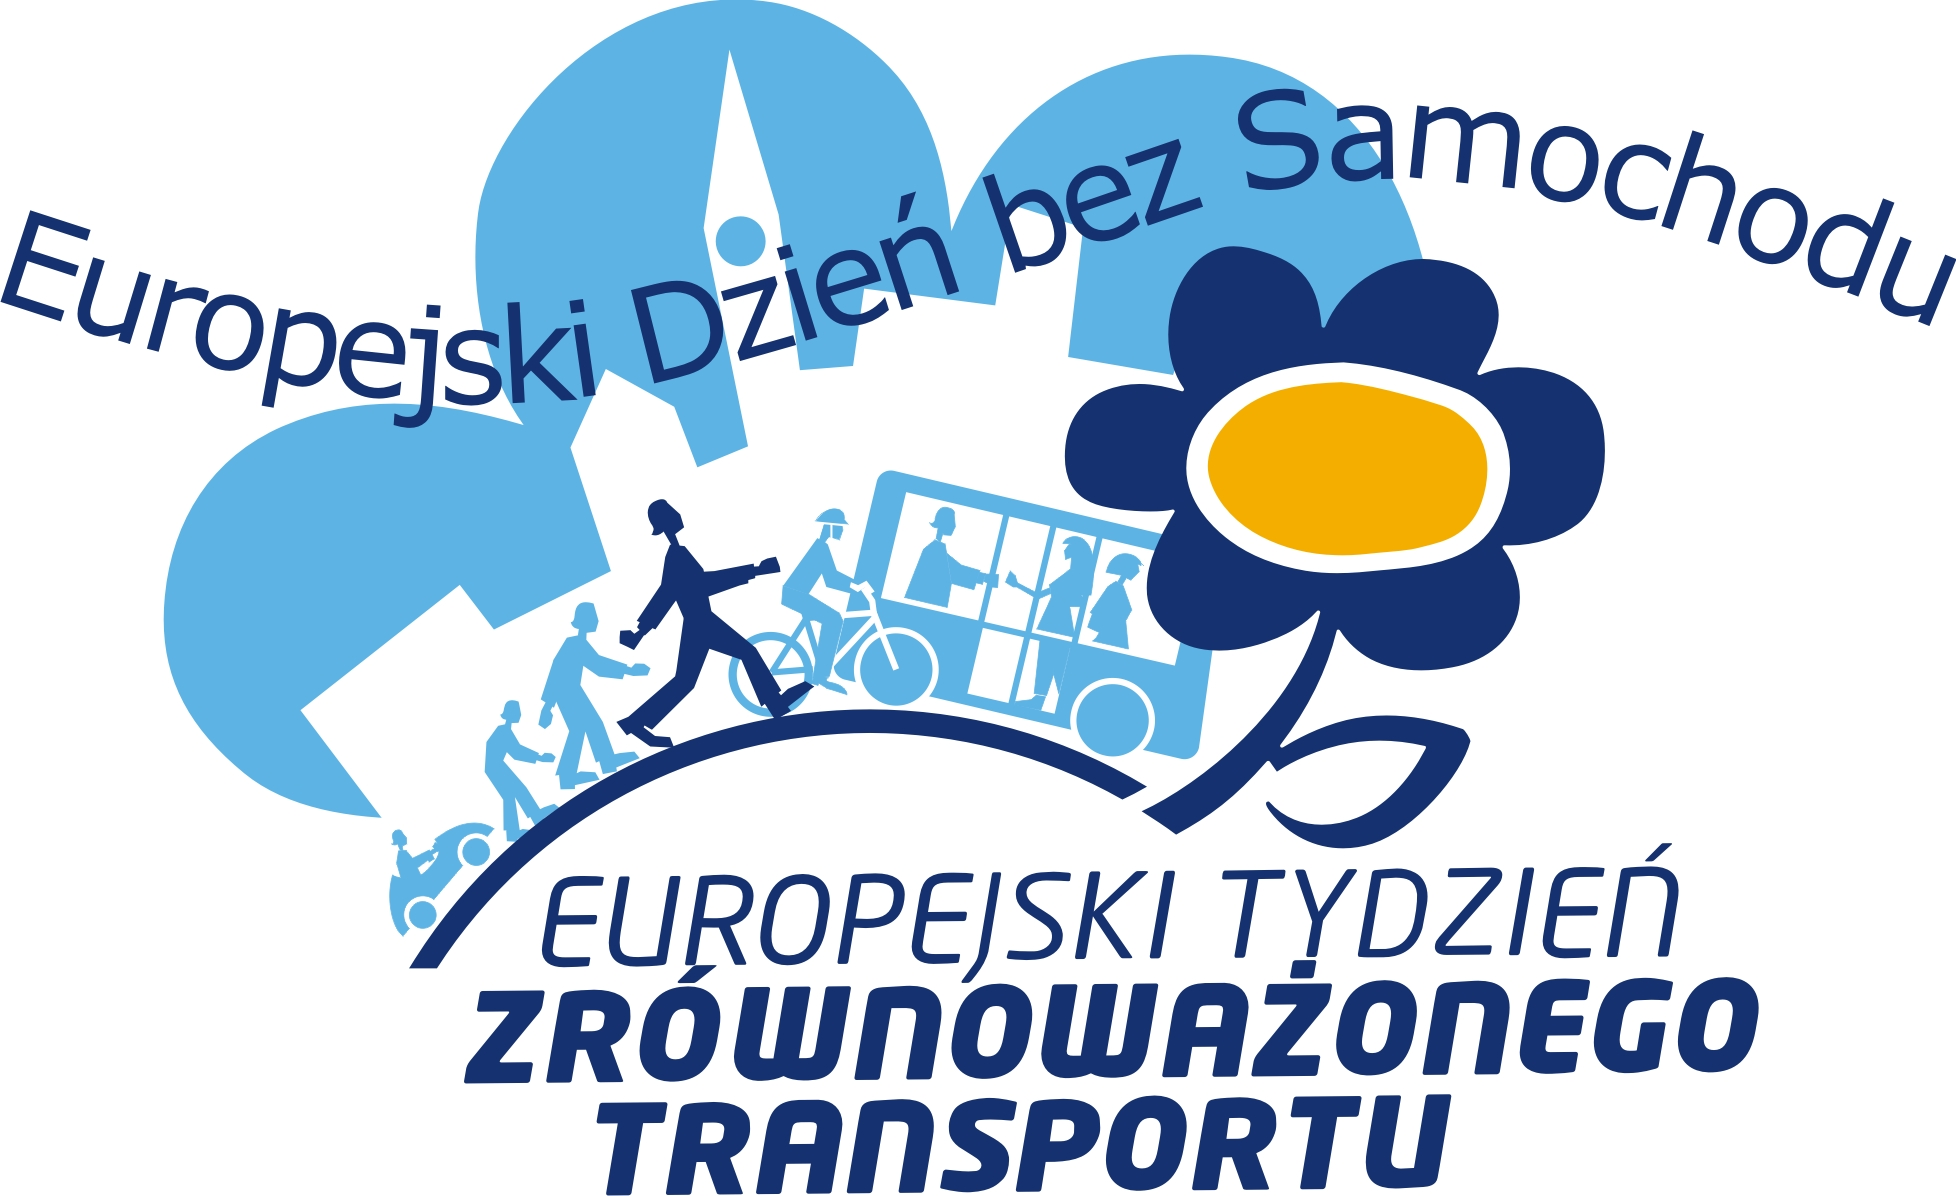 Europejski Dzień bez Samochodu
EUROPEJSKI TYDZIEŃ
ZRÓWNOWAŻONEGO
TRANSPORTU